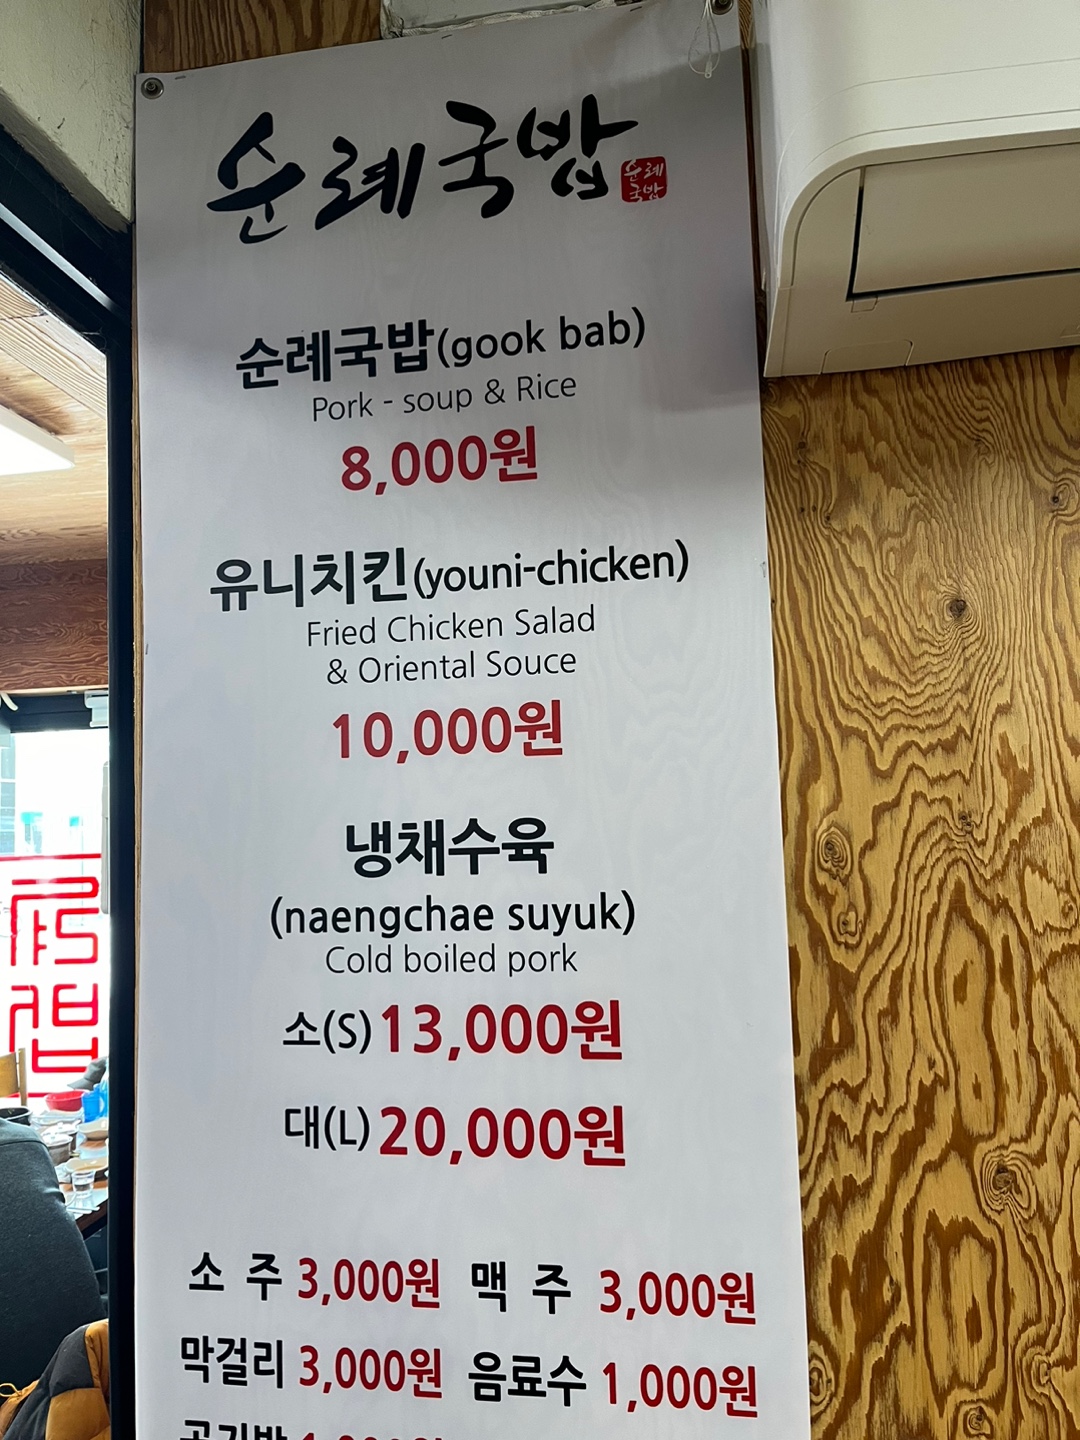 순례국밥
순례
국밥
순례국밥(gook bab)
Pork - soup & Rice
8,000원
유니치킨(youni-chicken)
Fried Chicken Salad
& Oriental Souce
10,000원
냉채수육
(naengchae suyuk)
Cold boiled pork
소(S) 13,000원
대(L) 20,000원
소 주 3,000원 맥 주 3,000원
막걸리 3,000원 음료수 1,000원